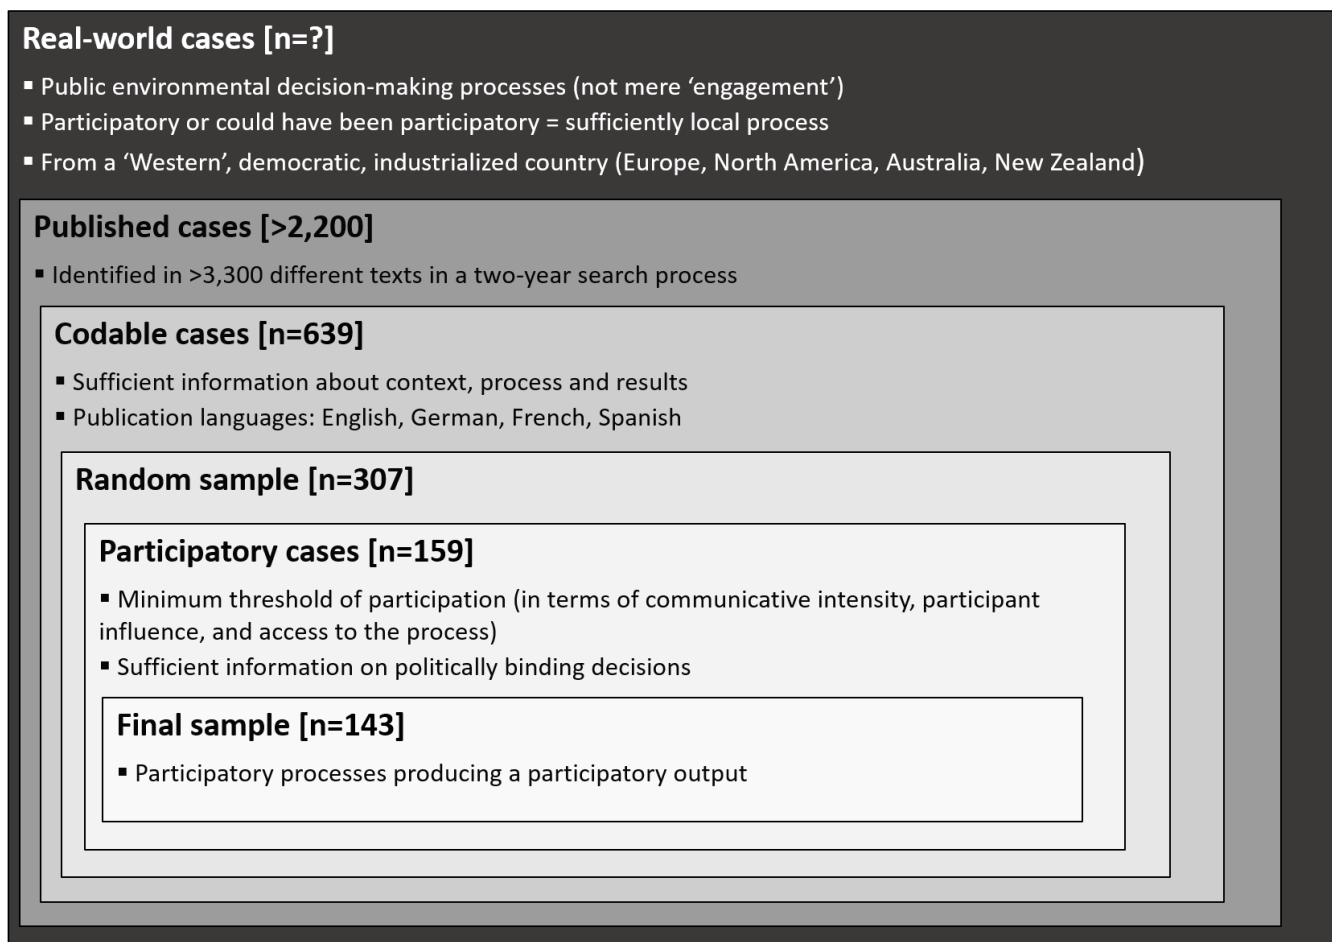 Real-world cases [n=?]
▪ Public environmental decision-making processes (not mere ‘engagement’)
▪ Participatory or could have been participatory = sufficiently local process
▪ From a ‘Western’, democratic, industrialized country (Europe, North America, Australia, New Zealand)
Published cases [>2,200]
▪ Identified in >3,300 different texts in a two-year search process
Codable cases [n=639]
▪ Sufficient information about context, process and results
▪ Publication languages: English, German, French, Spanish
Random sample [n=307]
Participatory cases [n=159]
▪ Minimum threshold of participation (in terms of communicative intensity, participant
influence, and access to the process)
▪ Sufficient information on politically binding decisions
Final sample [n=143]
▪ Participatory processes producing a participatory output